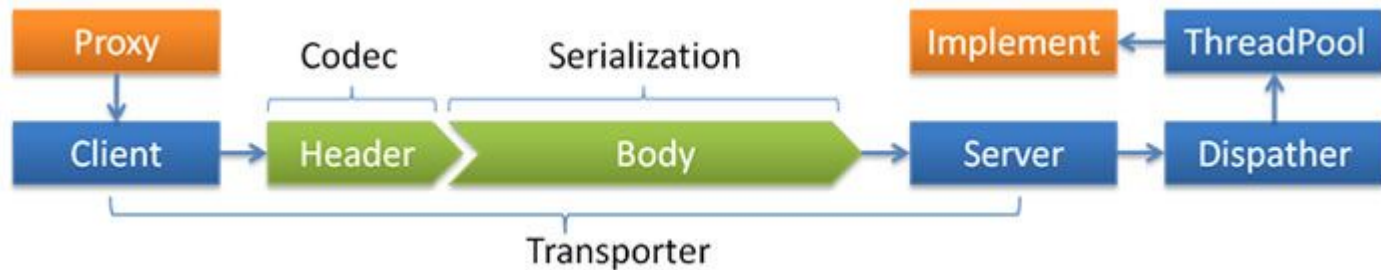 Proxy
Codec
Serialization
Implement
ThreadPool
Client
Header
Body
Server
Dispather
Transporter